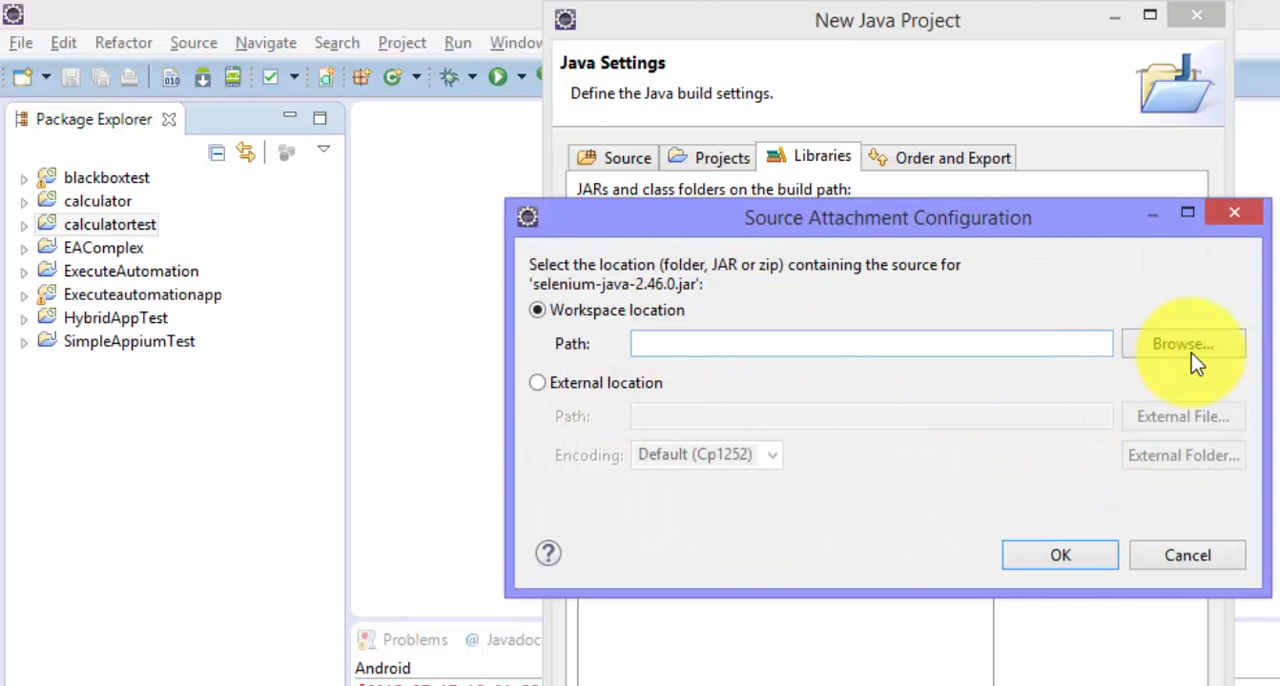 New Java Project
File Edit Refactor Source Navigate Search Project Run Window
Java Settings
Define the Java build settings.
Package Explorer
Source Projects Libraries Order and Export
JARs and class folders on the build path:
blackboxtest
calculator
calculatortest
EAComplex
ExecuteAutomation
Executeautomationapp
HybridAppTest
SimpleAppiumTest
Source Attachment Configuration
Select the location (folder, JAR or zip) containing the source for
'selenium-java-2.46.0.jar':
Workspace location
Path: Browse...
External location
Path: External File...
Encoding: Default (Cp1252) External Folder...
OK Cancel
Problems @ Javadoc
Android